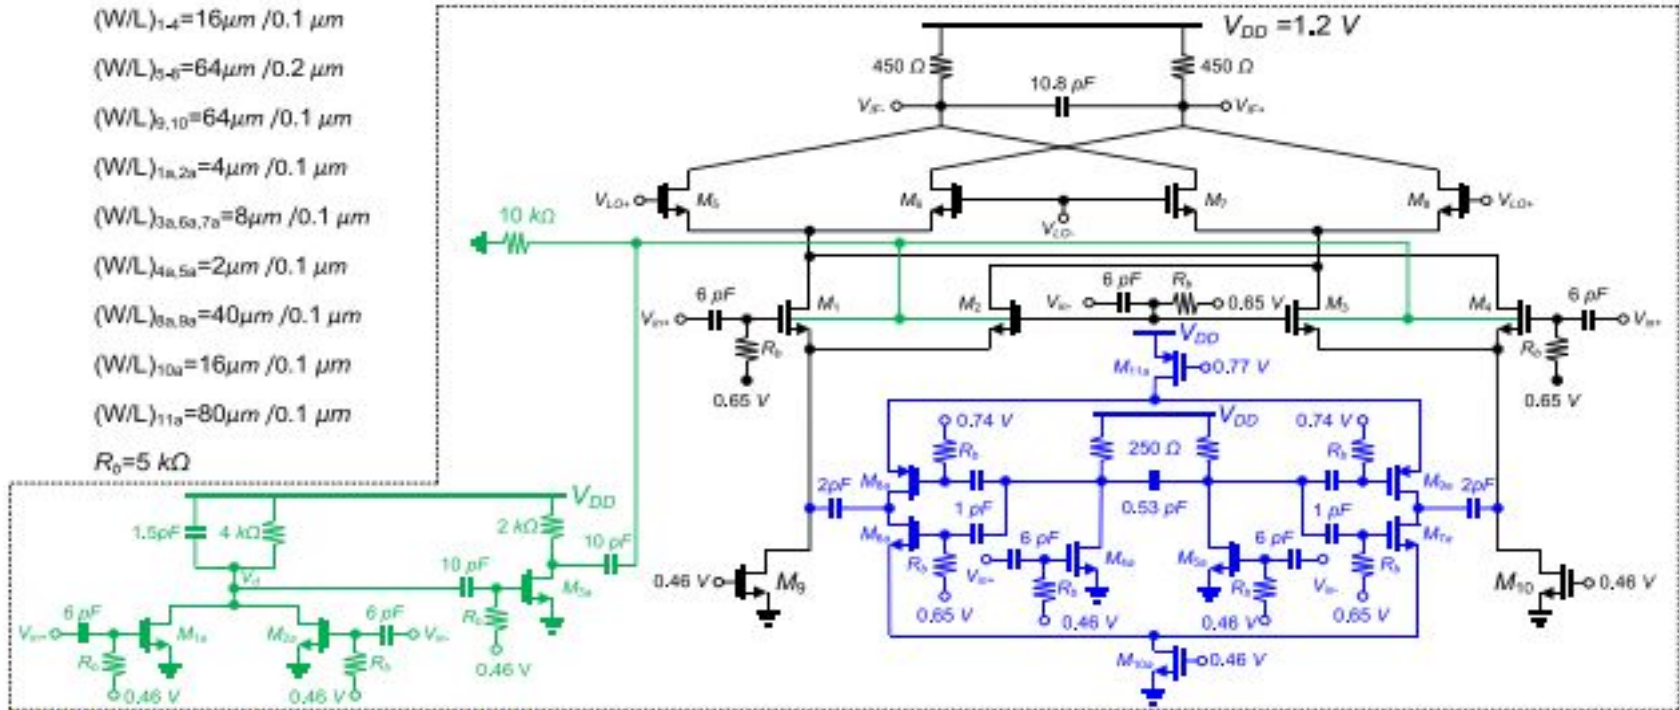 (W/L)1-4=16μm /0.1 μm
(W/L)5-8=64μm /0.2 μm
(W/L)9,10=64μm /0.1 μm
(W/L)1a,2a=4μm /0.1 μm
(W/L)3a,6a,7a=8μm /0.1 μm
(W/L)4a,5a=2μm /0.1 μm
(W/L)8a,9a=40μm /0.1 μm
(W/L)10a=16μm /0.1 μm
(W/L)11a=80μm /0.1 μm
Rb=5 kΩ
VDD =1.2 V
450 Ω
450 Ω
10.8 pF
VIF-
VIF+
VLO+
M5
M6
M7
M8
VLO+
VLO-
10 kΩ
6 pF
M1
M2
Vin-
6 pF
Rb
0.65 V
M3
M4
6 pF
Vin+
Vin+
Rb
0.65 V
Rb
0.65 V
VDD
M11a
0.77 V
0.74 V
VDD
0.74 V
Rb
250 Ω
Rb
2pF
M8a
M9a
2pF
1 pF
0.53 pF
1 pF
M6a
6 pF
6 pF
M7a
Rb
Vin+
M4a
M5a
Vin-
Rb
Rb
Rb
0.65 V
0.46 V
0.46 V
0.65 V
M10a
0.46 V
0.46 V
M9
M10
0.46 V
VDD
1.5pF
4 kΩ
2 kΩ
10 pF
Vd
10 pF
M3a
6 pF
6 pF
Vin+
M1a
M2a
Vin-
Rb
Rb
Rb
0.46 V
0.46 V
0.46 V